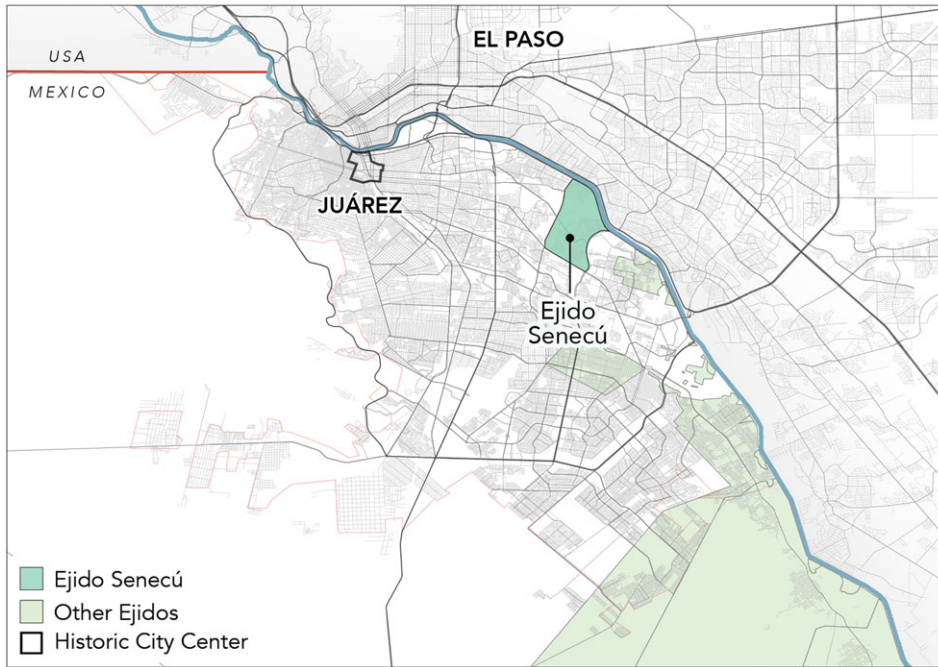 EL PASO
USA
MEXICO
JUÁREZ
Ejido
Senecú
Ejido Senecú
Other Ejidos
Historic City Center